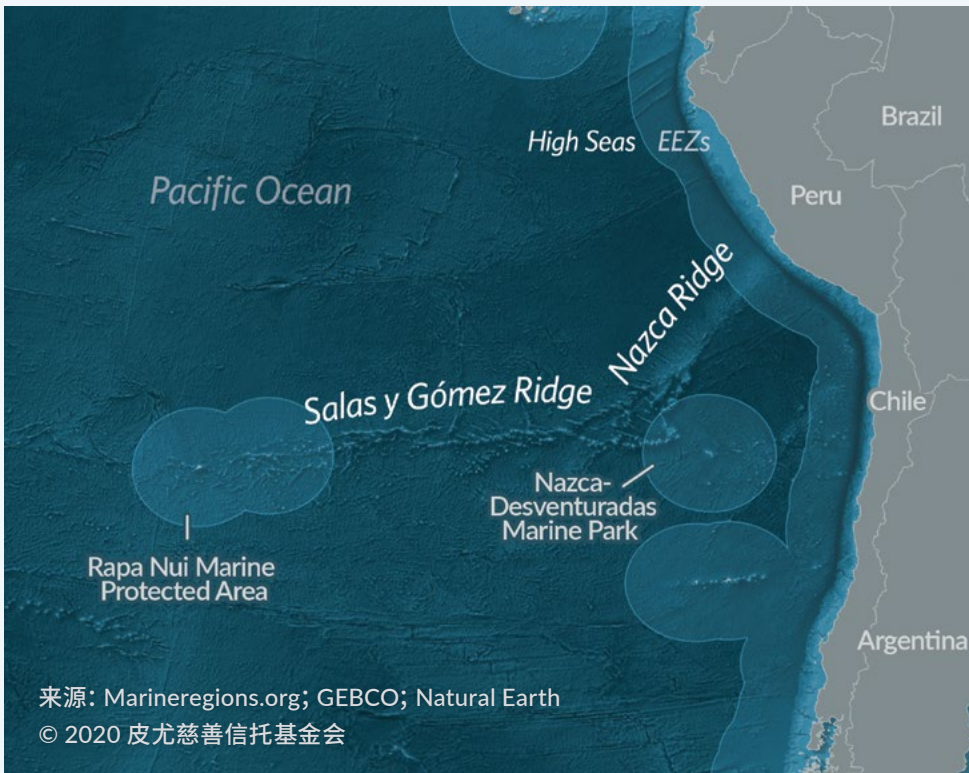 Brazil
High Seas EEZs
Pacific Ocean
Peru
Nazca Ridge
Salas y Gómez Ridge
Chile
Nazca-
Desventuradas
Marine Park
Rapa Nui Marine
Protected Area
Argentina
来源: Marineregions.org; GEBCO; Natural Earth
© 2020 皮尤慈善信托基金会